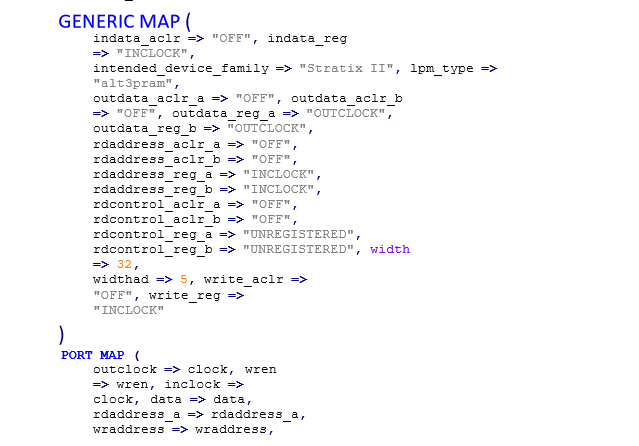 GENERIC MAP (
indata_aclr => "OFF", indata_reg
=> "INCLOCK",
intended_device_family => "Stratix II", lpm_type =>
"alt3pram",
outdata_aclr_a => "OFF", outdata_aclr_b
=> "OFF", outdata_reg_a => "OUTCLOCK",
outdata_reg_b => "OUTCLOCK",
rdaddress_aclr_a => "OFF",
rdaddress_aclr_b => "OFF",
rdaddress_reg_a => "INCLOCK",
rdaddress_reg_b => "INCLOCK",
rdcontrol_aclr_a => "OFF",
rdcontrol_aclr_b => "OFF",
rdcontrol_reg_a => "UNREGISTERED",
rdcontrol_reg_b => "UNREGISTERED", width
=> 32,
widthad => 5, write_aclr =>
"OFF", write_reg =>
"INCLOCK"
)
PORT MAP (
outclock => clock, wren
=> wren, inclock =>
clock, data => data,
rdaddress_a => rdaddress_a,
wraddress => wraddress,